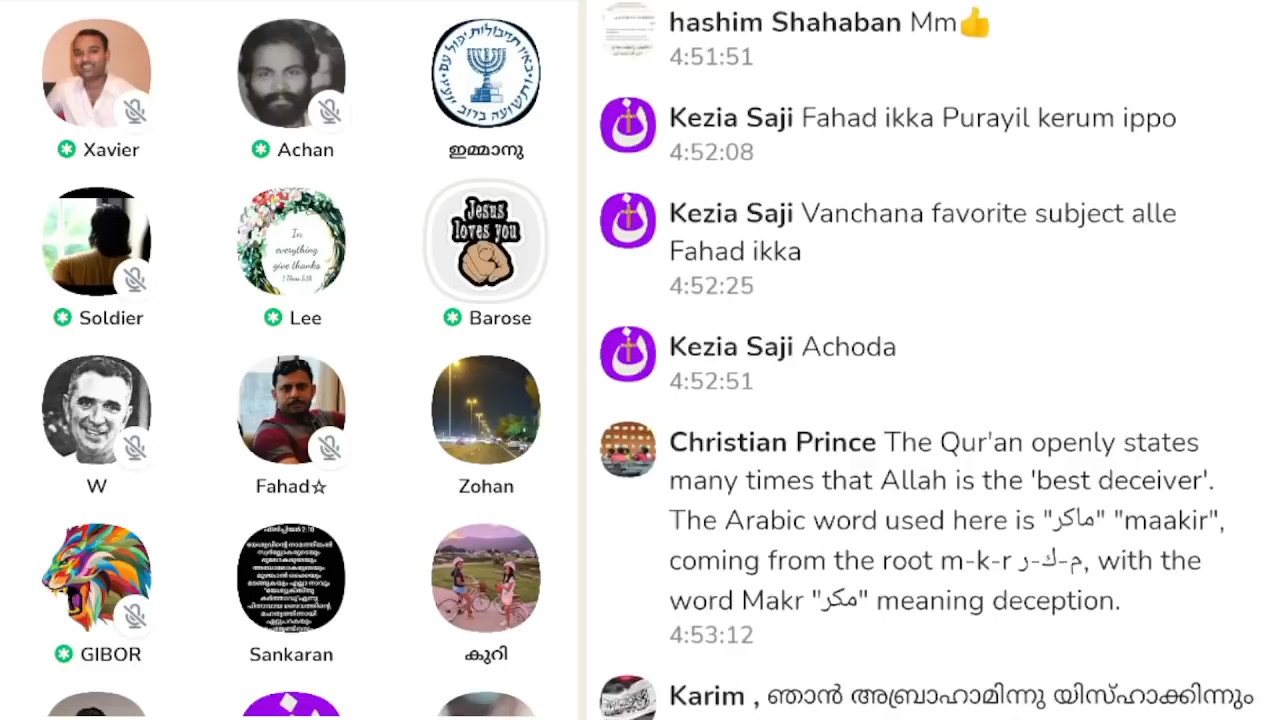 Xavier
Achan
ഇമ്മാനു
Soldier
In
everything
give thanks
1 Thess 5:18
Lee
Jesus
loves you
Barose
W
Fahad☆
Zohan
GIBOR
Sankaran
കുറി
hashim Shahaban Mm👍
4:51:51
Kezia Saji Fahad ikka Purayil kerum ippo
4:52:08
Kezia Saji Vanchana favorite subject alle
Fahad ikka
4:52:25
Kezia Saji Achoda
4:52:51
Christian Prince The Qur'an openly states
many times that Allah is the 'best deceiver'.
The Arabic word used here is "ماكر" "maakir",
coming from the root m-k-r م-ك-ر, with the
word Makr "مكر" meaning deception.
4:53:12
Karim , ഞാൻ അബ്രാഹാമിന്നു യിസ്ഹാക്കിന്നും